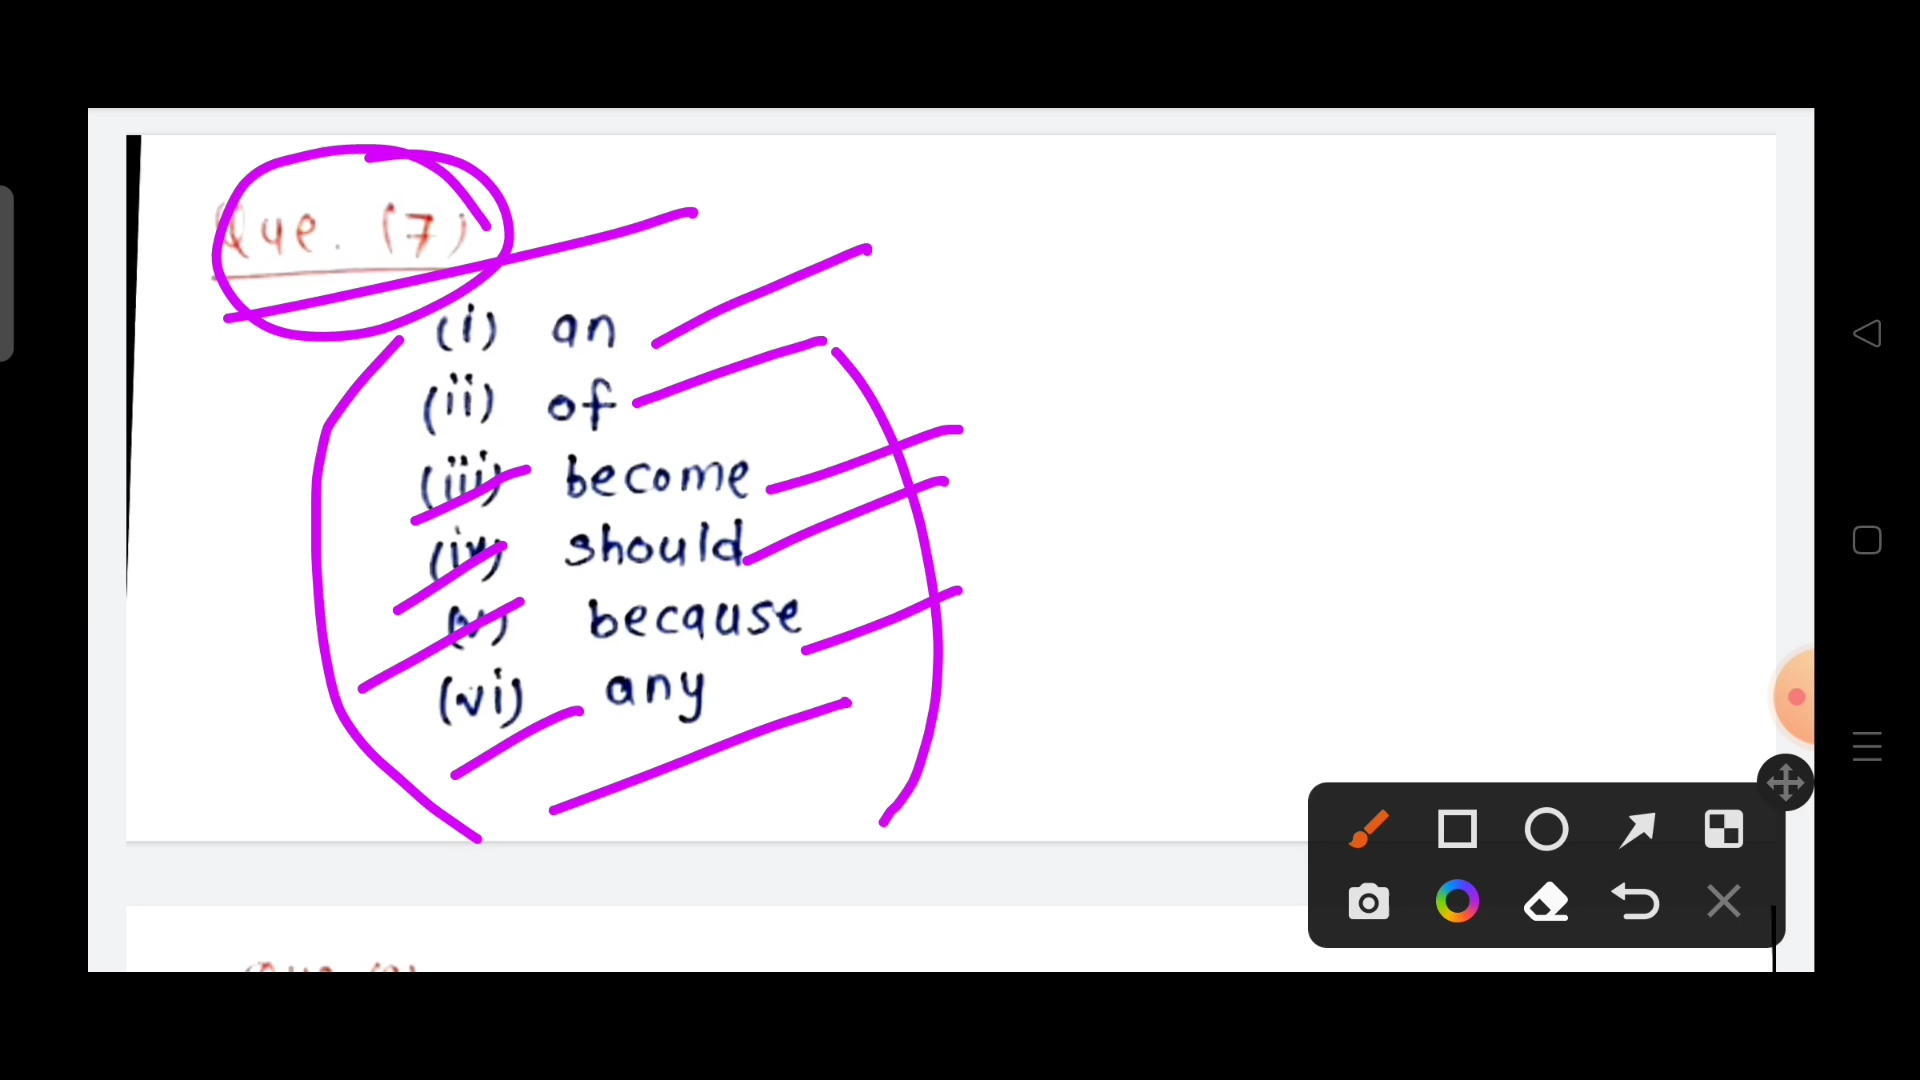 Que. (7)
(i) an
(ii) of
(iii) become
(iv) should
(v) because
(vi) any